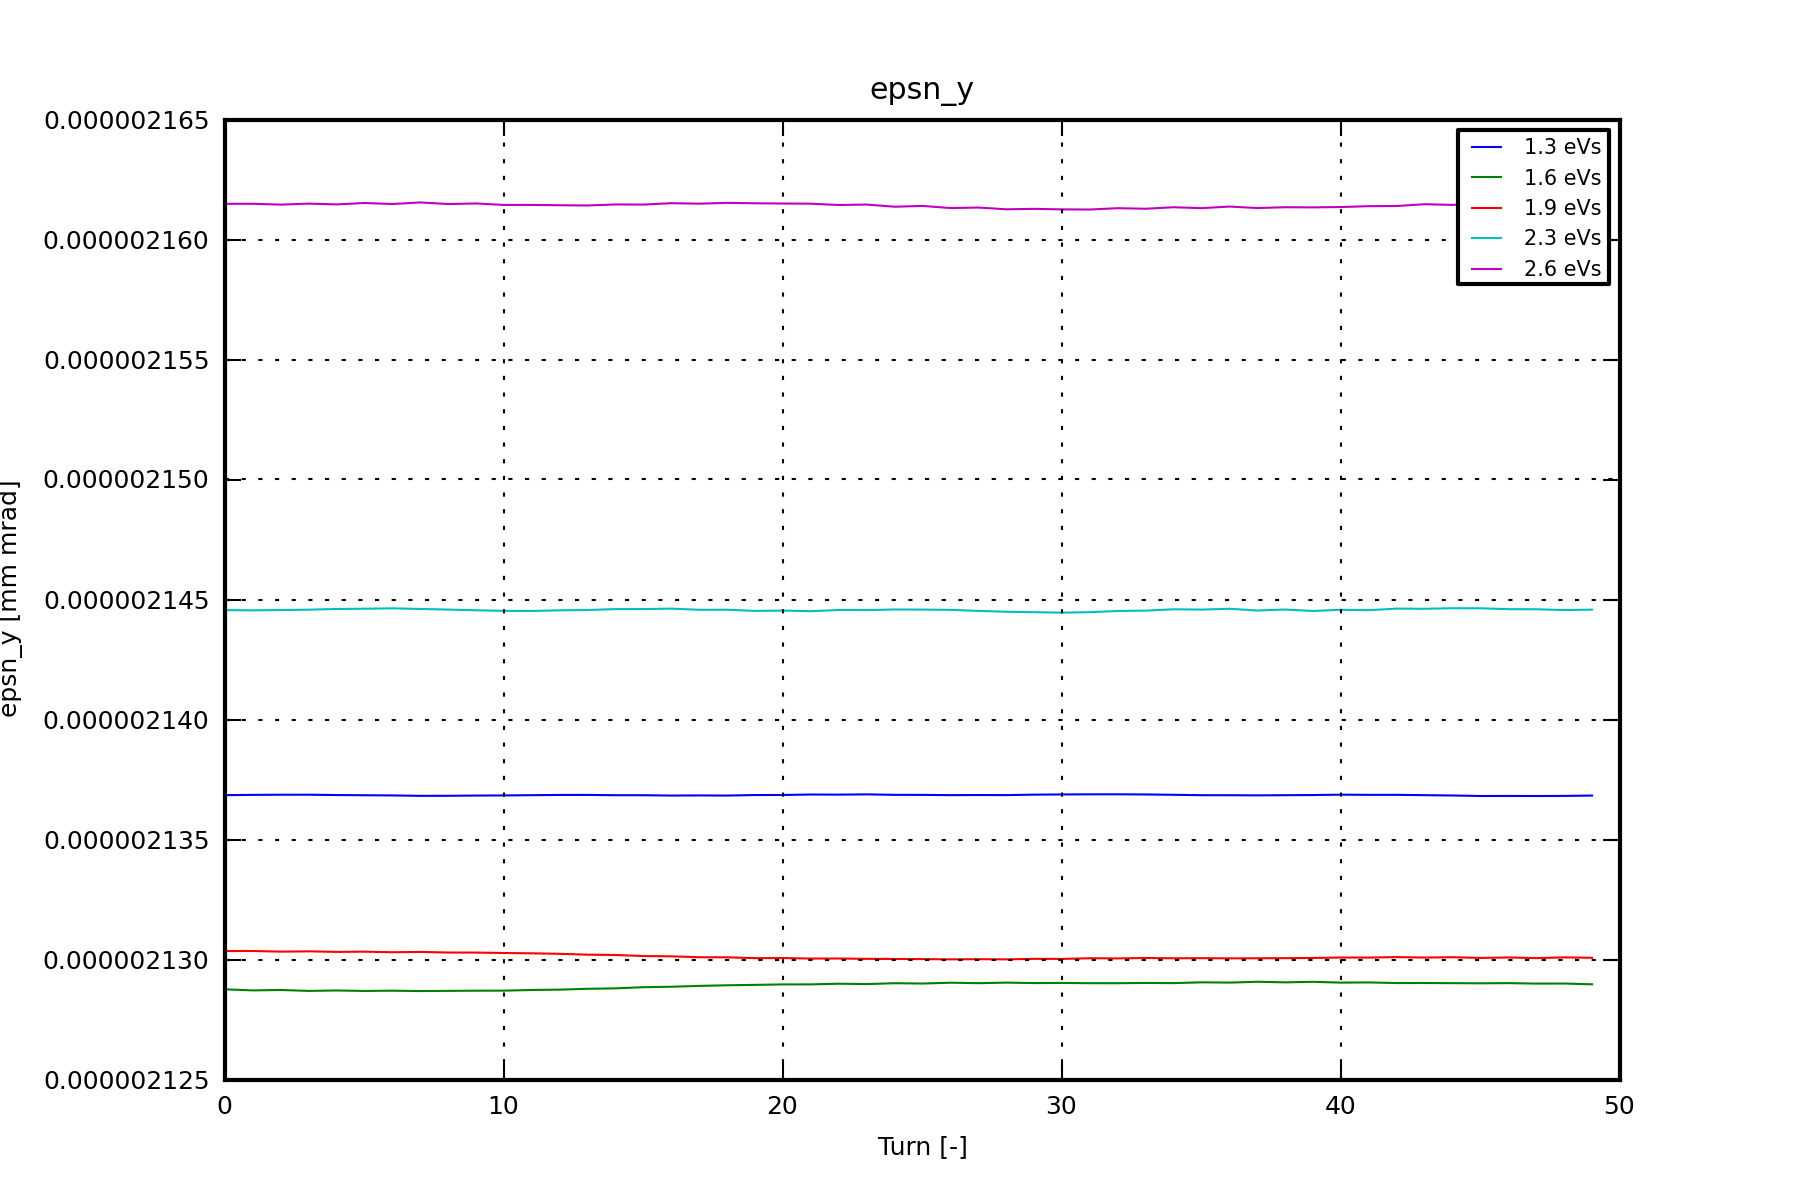 epsn_y
0.000002165
0.000002160
0.000002155
0.000002150
0.000002145
0.000002140
0.000002135
0.000002130
0.000002125
epsn_y [mm mrad]
1.3 eVs
1.6 eVs
1.9 eVs
2.3 eVs
2.6 eVs
0 10 20 30 40 50
Turn [-]